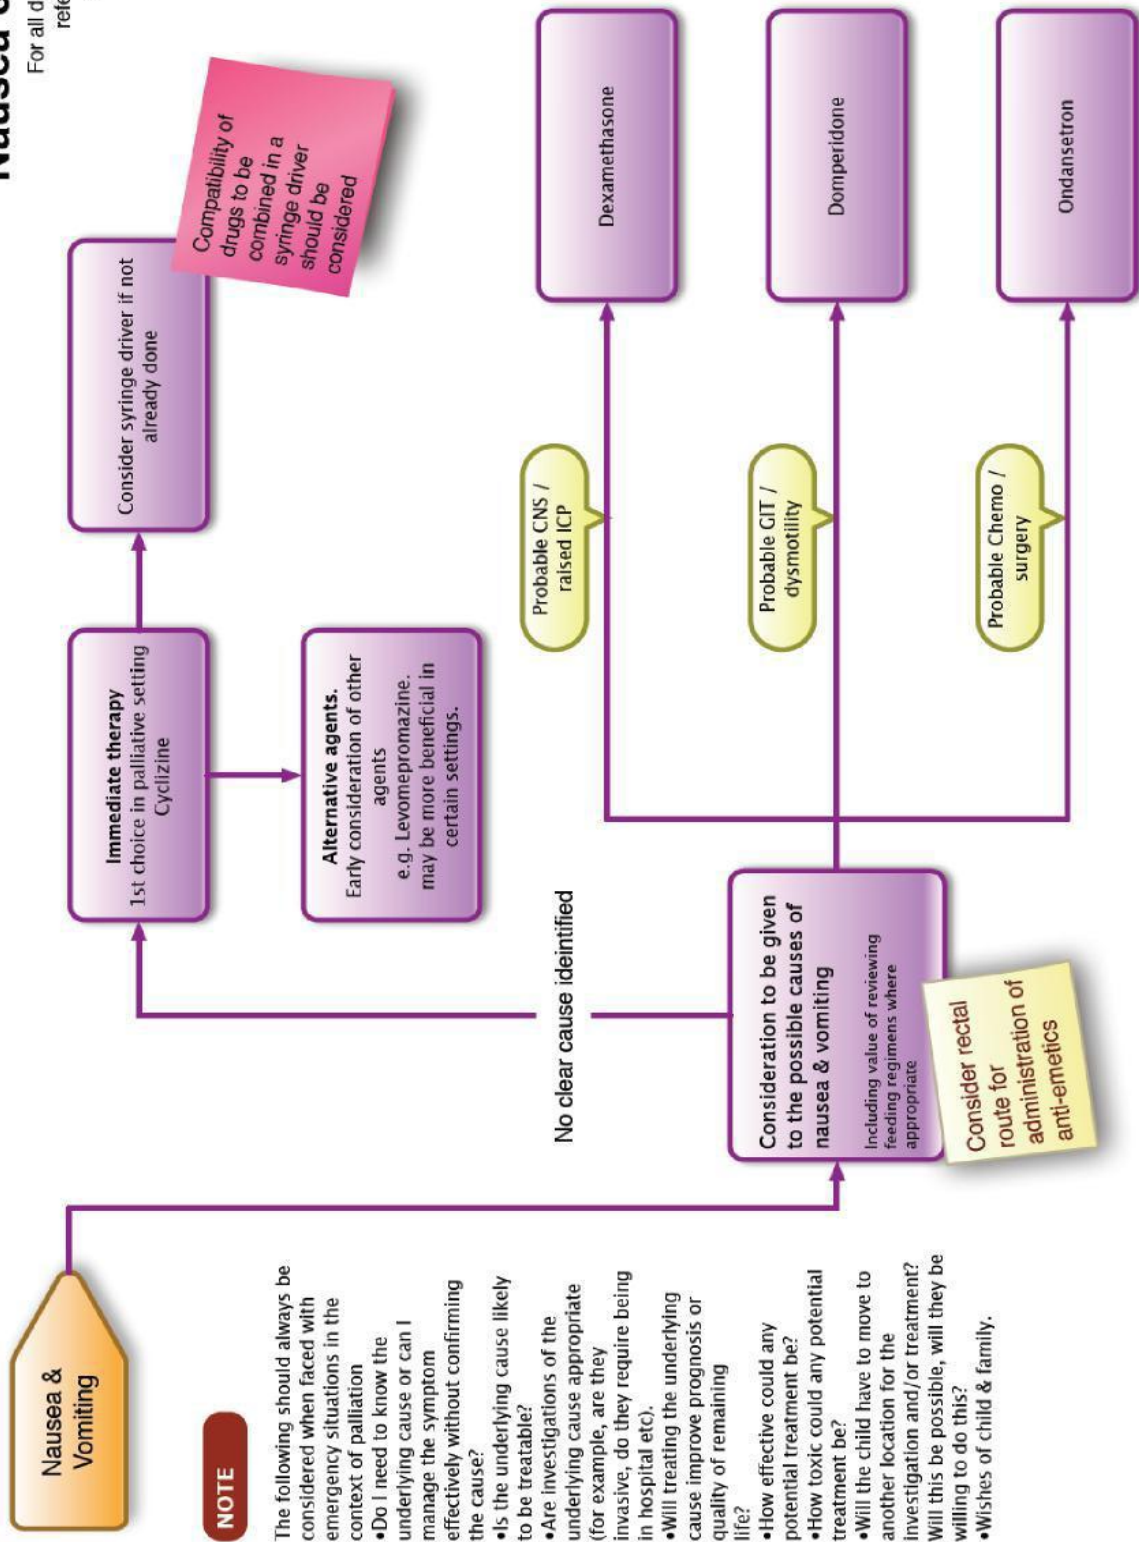 Nausea
For all d
refe
Nausea &
Vomiting
NOTE
The following should always be
considered when faced with
emergency situations in the
context of palliation
•Do I need to know the
underlying cause or can I
manage the symptom
effectively without confirming
the cause?
•Is the underlying cause likely
to be treatable?
•Are investigations of the
underlying cause appropriate
(for example, are they
invasive, do they require being
in hospital etc).
•Will treating the underlying
cause improve prognosis or
quality of remaining
life?
•How effective could any
potential treatment be?
•How toxic could any potential
treatment be?
•Will the child have to move to
another location for the
investigation and/or treatment?
Will this be possible, will they be
willing to do this?
•Wishes of child & family.
Immediate therapy
1st choice in palliative setting
Cyclizine
Consider syringe driver if not
already done
Compatibility of
drugs to be
combined in a
syringe driver
should be
considered
Alternative agents.
Early consideration of other
agents
e.g. Levomepromazine.
may be more beneficial in
certain settings.
No clear cause ideintified
Consideration to be given
to the possible causes of
nausea & vomiting
Including value of reviewing
feeding regimens where
appropriate
Consider rectal
route for
administration of
anti-emetics
Probable CNS /
raised ICP
Dexamethasone
Probable GIT /
dysmotility
Domperidone
Probable Chemo /
surgery
Ondansetron